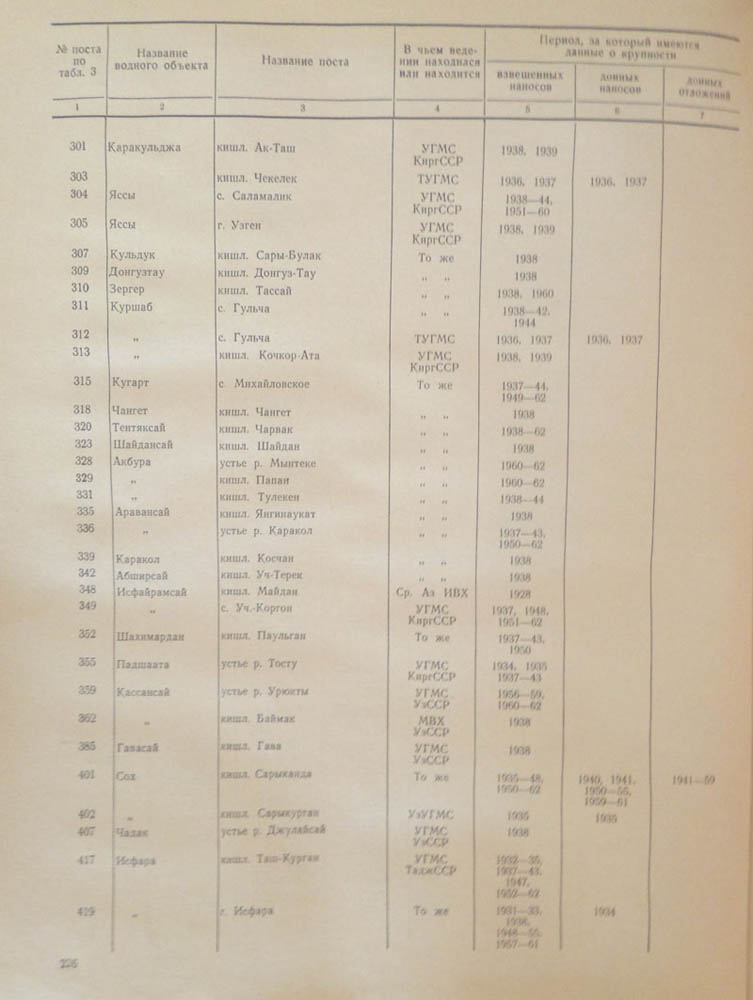 № поста по табл. 3 | Название водного объекта | Название поста | В чьем веде- нии находился или находится | Период, за который имеются данные о крупности
взвешенных наносов | донных наносов | донных отложений
1 | 2 | 3 | 4 | 5 | 6 | 7
301 | Каракульджа | кишл. Ак-Таш | УГМС КиргССР | 1938, 1939
303 | кишл. Чекелек | ТУГМС | 1936, 1937 | 1936, 1937
304 | Яссы | с. Саламалик | УГМС КиргССР | 1938—44, 1951—60
305 | Яссы | г. Узген | УГМС КиргССР | 1938, 1939
307 | Кульдук | кишл. Сары-Булак | То же | 1938
309 | Донгузтау | кишл. Донгуз-Тау | „ „ | 1938
310 | Зергер | кишл. Тассай | „ „ | 1938, 1960
311 | Куршаб | с. Гульча | „ „ | 1938—42, 1944
312 | „ | с. Гульча | ТУГМС | 1936, 1937 | 1936, 1937
313 | „ | кишл. Кочкор-Ата | УГМС КиргССР | 1938, 1939
315 | Кугарт | с. Михайловское | То же | 1937—44, 1949—62
318 | Чангет | кишл. Чангет | „ „ | 1938
320 | Тентяксай | кишл. Чарвак | „ „ | 1938—62
323 | Шайдансай | кишл. Шайдан | „ „ | 1938
328 | Акбура | устье р. Мынтеке | „ „ | 1960—62
329 | „ | кишл. Папан | „ „ | 1960—62
331 | „ | кишл. Тулекен | „ „ | 1938—44
335 | Аравансай | кишл. Янгинаукат | „ „ | 1938
336 | „ | устье р. Каракол | „ „ | 1937—43, 1950—62
339 | Каракол | кишл. Косчан | „ „ | 1938
342 | Абширсай | кишл. Уч-Терек | „ „ | 1938
348 | Исфайрамсай | кишл. Майдан | Ср. Аз ИВХ | 1928
349 | „ | с. Уч.-Коргон | УГМС КиргССР | 1937, 1948, 1951—62
352 | Шахимардан | кишл. Паульган | То же | 1937—43, 1950
355 | Падшаата | устье р. Тосту | УГМС КиргССР | 1934, 1935 1937—43
359 | Кассансай | устье р. Урюкты | УГМС УзССР | 1956—59, 1960—62
362 | „ | кишл. Баймак | МВХ УзССР | 1938
385 | Гавасай | кишл. Гава | УГМС УзССР | 1938
401 | Сох | кишл. Сарыканда | То же | 1935—48, 1950—62 | 1940, 1941, 1950—55, 1959—61 | 1941—59
402 | „ | кишл. Сарыкурган | УзУГМС | 1935 | 1935
407 | Чадак | устье р. Джулайсай | УГМС УзССР | 1938
417 | Исфара | кишл. Таш-Курган | УГМС ТаджССР | 1932—35, 1937—43, 1947, 1952—62
419 | „ | г. Исфара | То же | 1931—33, 1938, 1948—55, 1957—61 | 1934
226